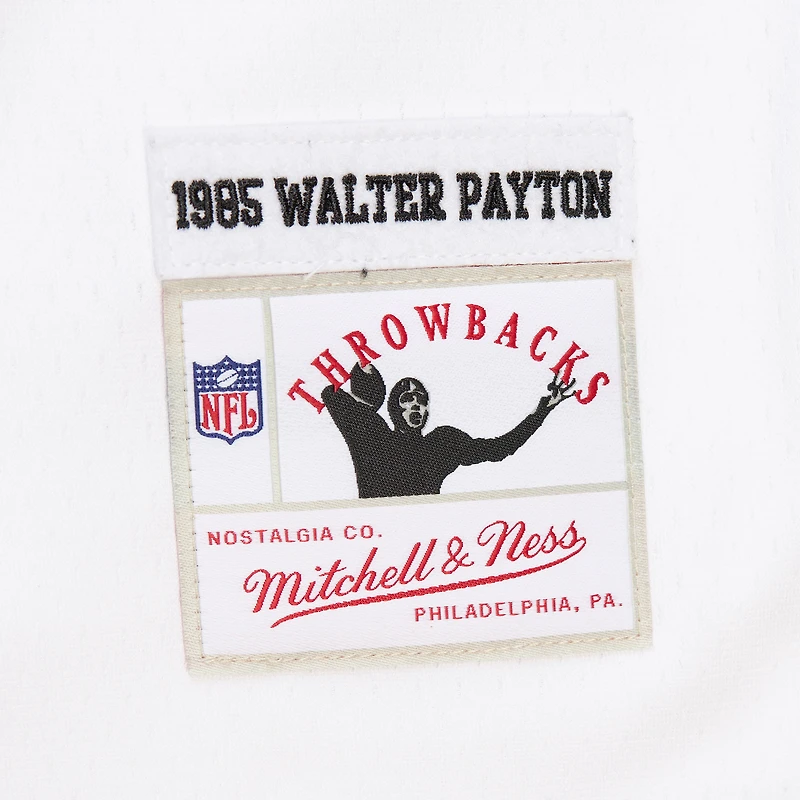 1985 WALTER PAYTON
THROWBACKS
NFL
NOSTALGIA CO.
Mitchell & Ness
PHILADELPHIA, PA.